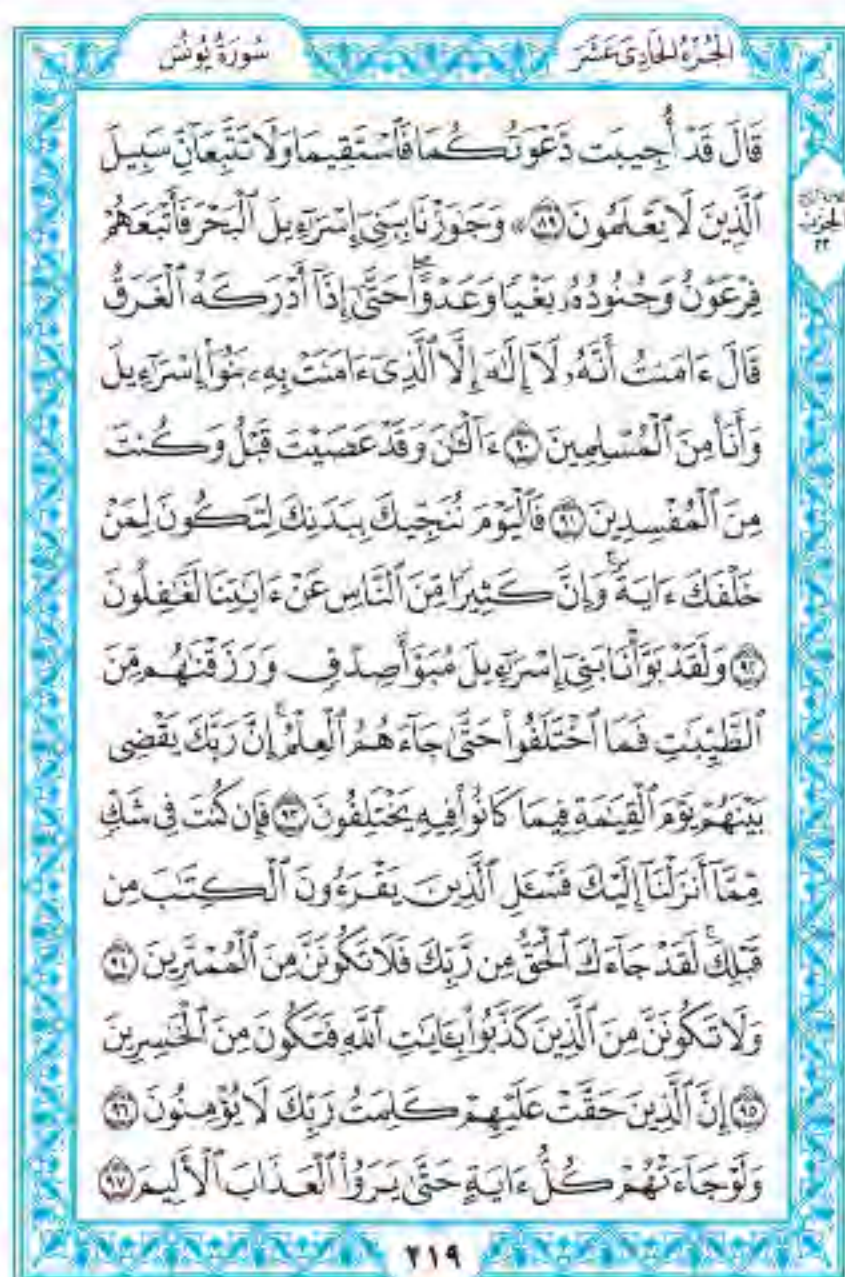 الجُزْءُ الحَادِي عَشَرَ
سُورَةُ يُونُسَ
قَالَ قَدْ أُجِيبَت دَّعْوَتُكُمَا فَٱسْتَقِيمَا وَلَا تَتَّبِعَآنِّ سَبِيلَ
ٱلَّذِينَ لَا يَعْلَمُونَ ٨٩ ۞ وَجَٰوَزْنَا بِبَنِىٓ إِسْرَٰٓءِيلَ ٱلْبَحْرَ فَأَتْبَعَهُمْ
فِرْعَوْنُ وَجُنُودُهُۥ بَغْيًا وَعَدْوًا ۖ حَتَّىٰٓ إِذَآ أَدْرَكَهُ ٱلْغَرَقُ
قَالَ ءَامَنتُ أَنَّهُۥ لَآ إِلَٰهَ إِلَّا ٱلَّذِىٓ ءَامَنَتْ بِهِۦ بَنُوٓا۟ إِسْرَٰٓءِيلَ
وَأَنَا۠ مِنَ ٱلْمُسْلِمِينَ ٩٠ ءَآلْـَٰٔنَ وَقَدْ عَصَيْتَ قَبْلُ وَكُنتَ
مِنَ ٱلْمُفْسِدِينَ ٩١ فَٱلْيَوْمَ نُنَجِّيكَ بِبَدَنِكَ لِتَكُونَ لِمَنْ
خَلْفَكَ ءَايَةً ۚ وَإِنَّ كَثِيرًا مِّنَ ٱلنَّاسِ عَنْ ءَايَٰتِنَا لَغَٰفِلُونَ
٩٢ وَلَقَدْ بَوَّأْنَا بَنِىٓ إِسْرَٰٓءِيلَ مُبَوَّأَ صِدْقٍ وَرَزَقْنَٰهُم مِّنَ
ٱلطَّيِّبَٰتِ فَمَا ٱخْتَلَفُوا۟ حَتَّىٰ جَآءَهُمُ ٱلْعِلْمُ ۚ إِنَّ رَبَّكَ يَقْضِى
بَيْنَهُمْ يَوْمَ ٱلْقِيَٰمَةِ فِيمَا كَانُوا۟ فِيهِ يَخْتَلِفُونَ ٩٣ فَإِن كُنتَ فِى شَكٍّ
مِّمَّآ أَنزَلْنَآ إِلَيْكَ فَسْـَٔلِ ٱلَّذِينَ يَقْرَءُونَ ٱلْكِتَٰبَ مِن
قَبْلِكَ ۚ لَقَدْ جَآءَكَ ٱلْحَقُّ مِن رَّبِّكَ فَلَا تَكُونَنَّ مِنَ ٱلْمُمْتَرِينَ ٩٤
وَلَا تَكُونَنَّ مِنَ ٱلَّذِينَ كَذَّبُوا۟ بِـَٔايَٰتِ ٱللَّهِ فَتَكُونَ مِنَ ٱلْخَٰسِرِينَ
٩٥ إِنَّ ٱلَّذِينَ حَقَّتْ عَلَيْهِمْ كَلِمَتُ رَبِّكَ لَا يُؤْمِنُونَ ٩٦
وَلَوْ جَآءَتْهُمْ كُلُّ ءَايَةٍ حَتَّىٰ يَرَوُا۟ ٱلْعَذَابَ ٱلْأَلِيمَ ٩٧
الحزب
٢٢
٢١٩